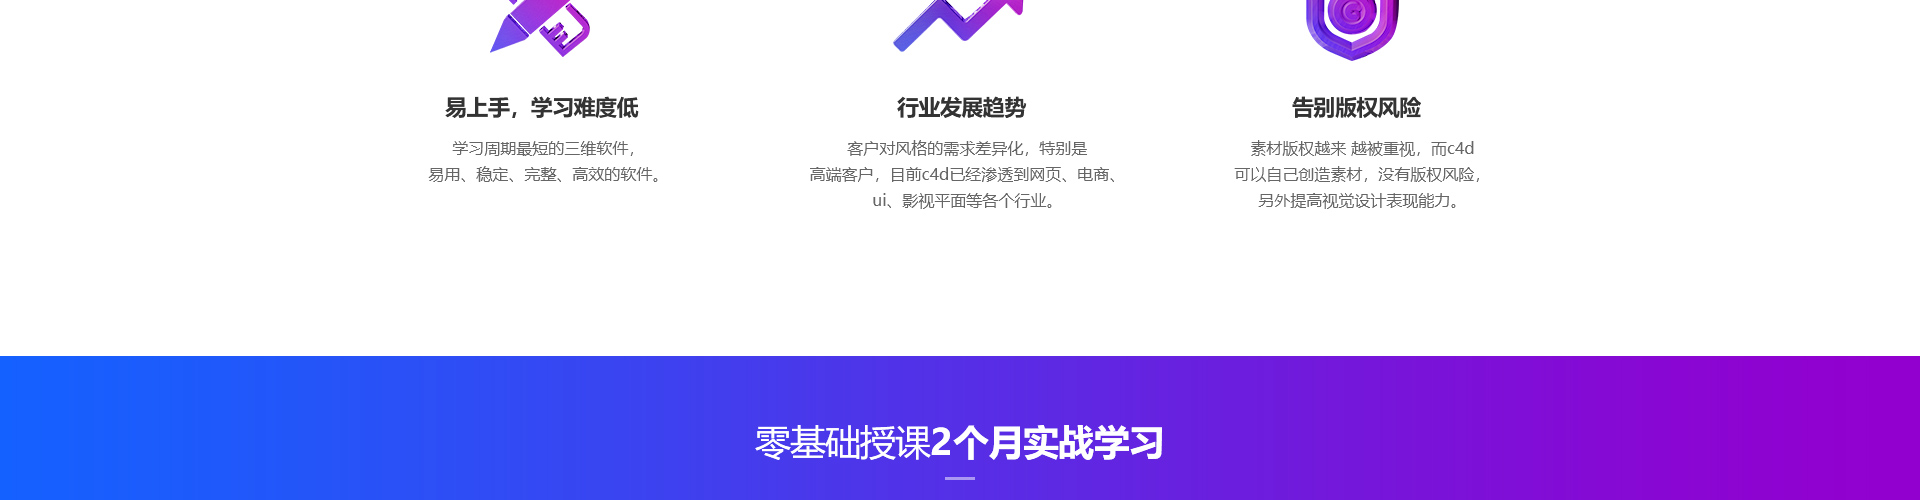 易上手，学习难度低
学习周期最短的三维软件，
易用、稳定、完整、高效的软件。
行业发展趋势
客户对风格的需求差异化，特别是
高端客户，目前c4d已经渗透到网页、电商、
ui、影视平面等各个行业。
告别版权风险
素材版权越来 越被重视，而c4d
可以自己创造素材，没有版权风险，
另外提高视觉设计表现能力。
零基础授课2个月实战学习